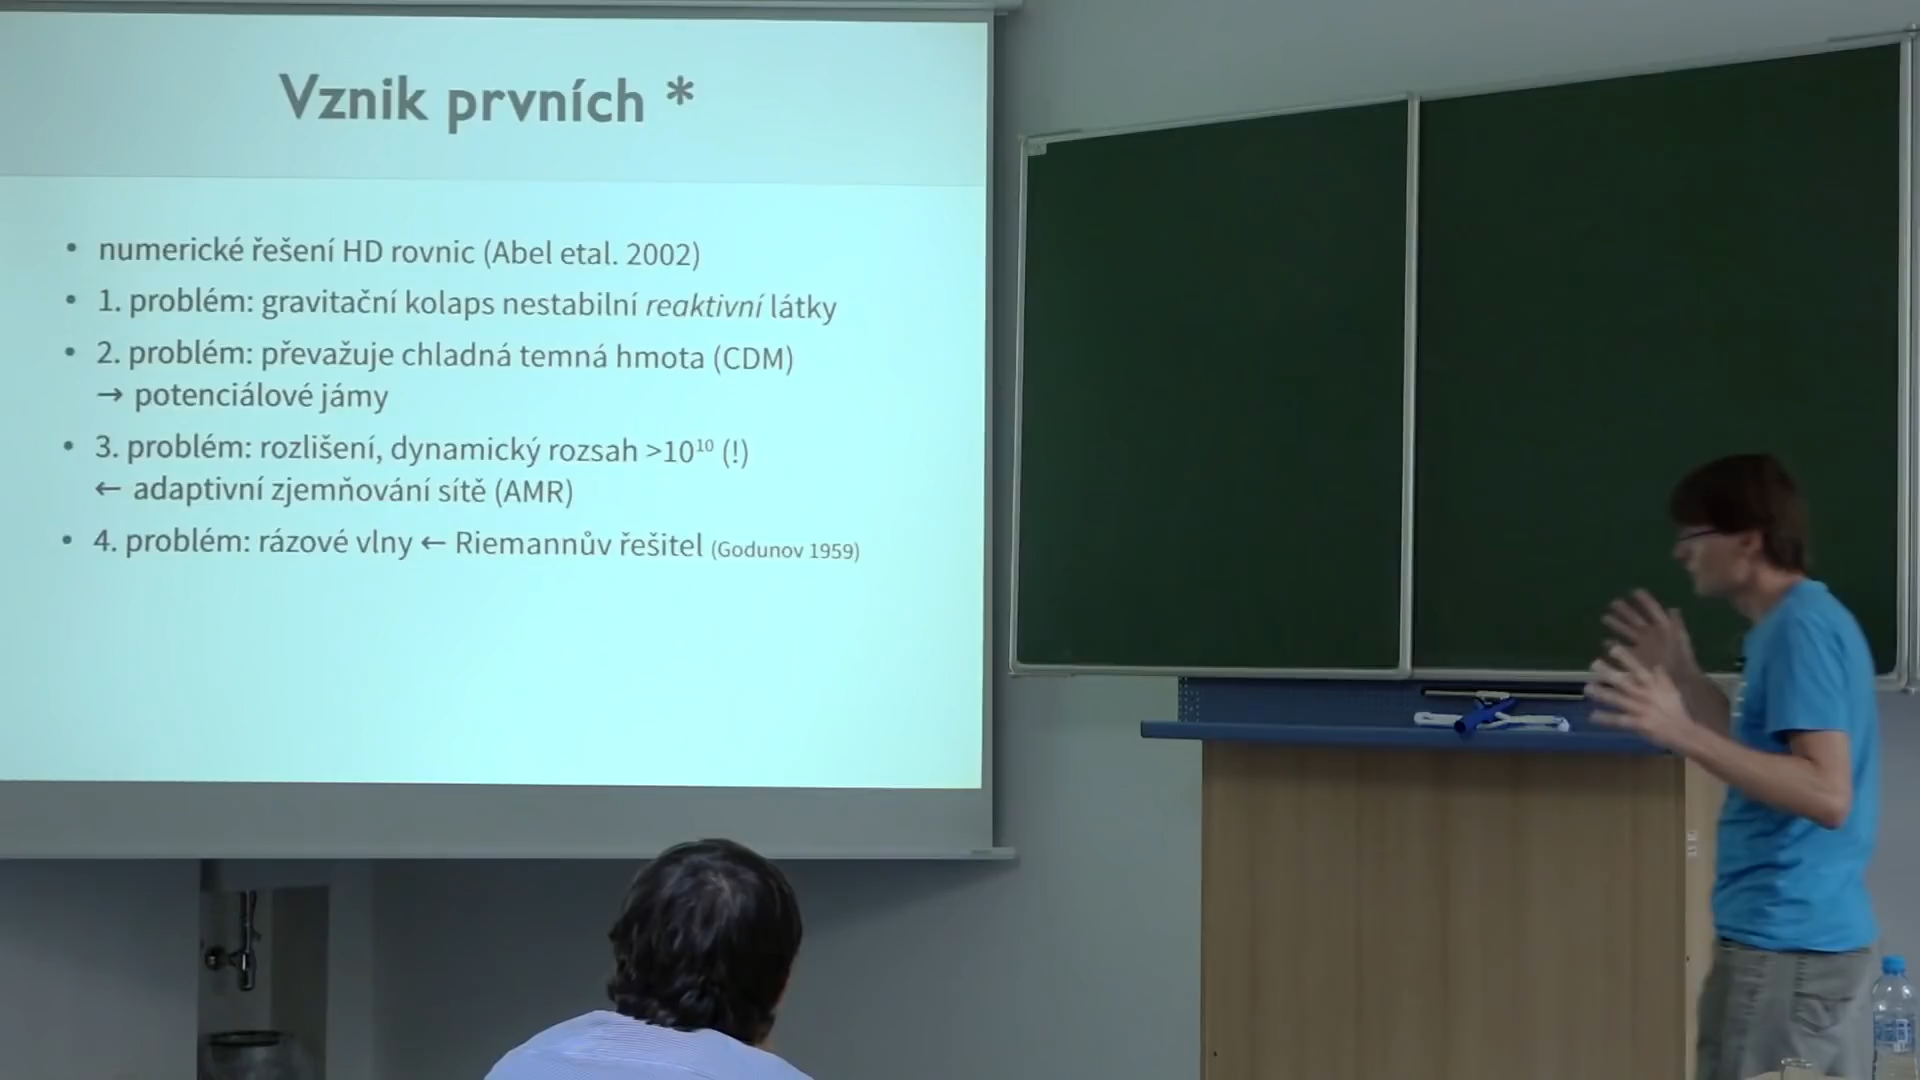 Vznik prvních *
• numerické řešení HD rovnic (Abel etal. 2002)
• 1. problém: gravitační kolaps nestabilní reaktivní látky
• 2. problém: převažuje chladná temná hmota (CDM)
→ potenciálové jámy
• 3. problém: rozlišení, dynamický rozsah >10¹⁰ (!)
← adaptivní zjemňování sítě (AMR)
• 4. problém: rázové vlny ← Riemannův řešitel (Godunov 1959)